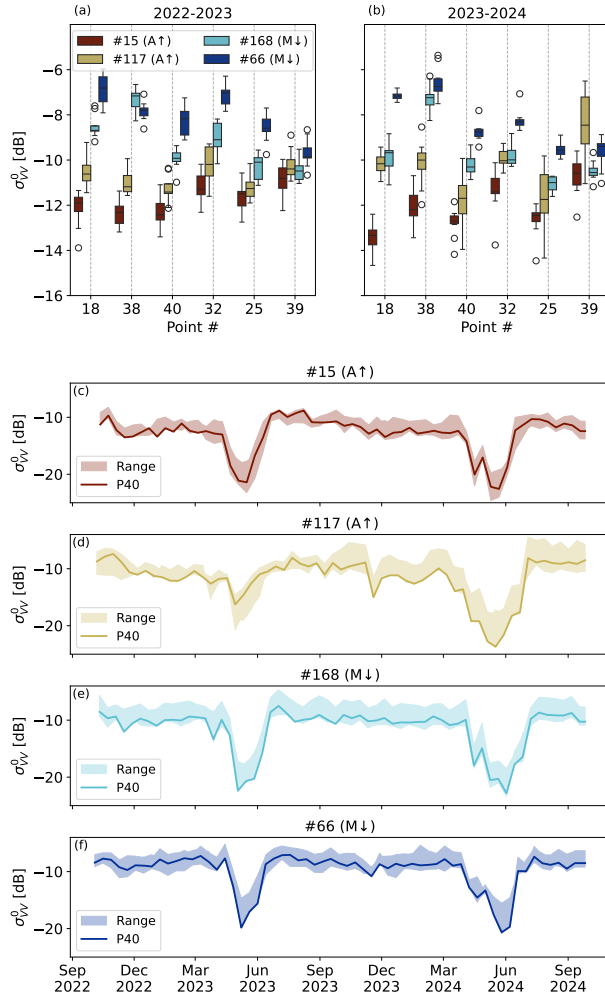 2022-2023
2023-2024
(a)
(b)
#15 (A↑)
#168 (M↓)
#117 (A↑)
#66 (M↓)
σ⁰VV [dB]
−6
−8
−10
−12
−14
−16
18 38 40 32 25 39
18 38 40 32 25 39
Point #
Point #
#15 (A↑)
(c)
σ⁰VV [dB]
−10
−20
Range
P40
#117 (A↑)
(d)
σ⁰VV [dB]
−10
−20
Range
P40
#168 (M↓)
(e)
σ⁰VV [dB]
−10
−20
Range
P40
#66 (M↓)
(f)
σ⁰VV [dB]
−10
−20
Range
P40
Sep Dec Mar Jun Sep Dec Mar Jun Sep
2022 2022 2023 2023 2023 2023 2024 2024 2024